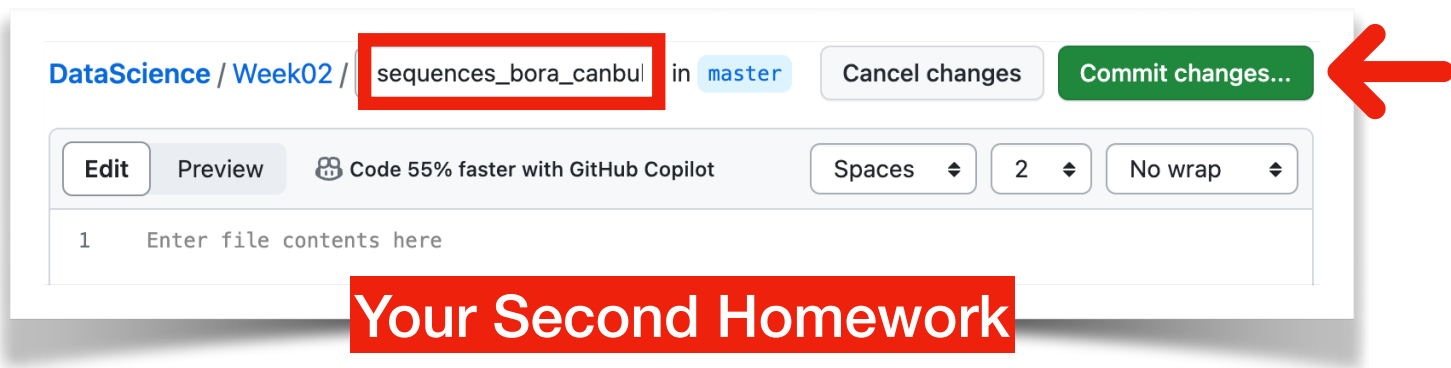 DataScience / Week02 / sequences_bora_canbul in master Cancel changes Commit changes...
Edit Preview Code 55% faster with GitHub Copilot Spaces 2 No wrap
1 Enter file contents here
Your Second Homework